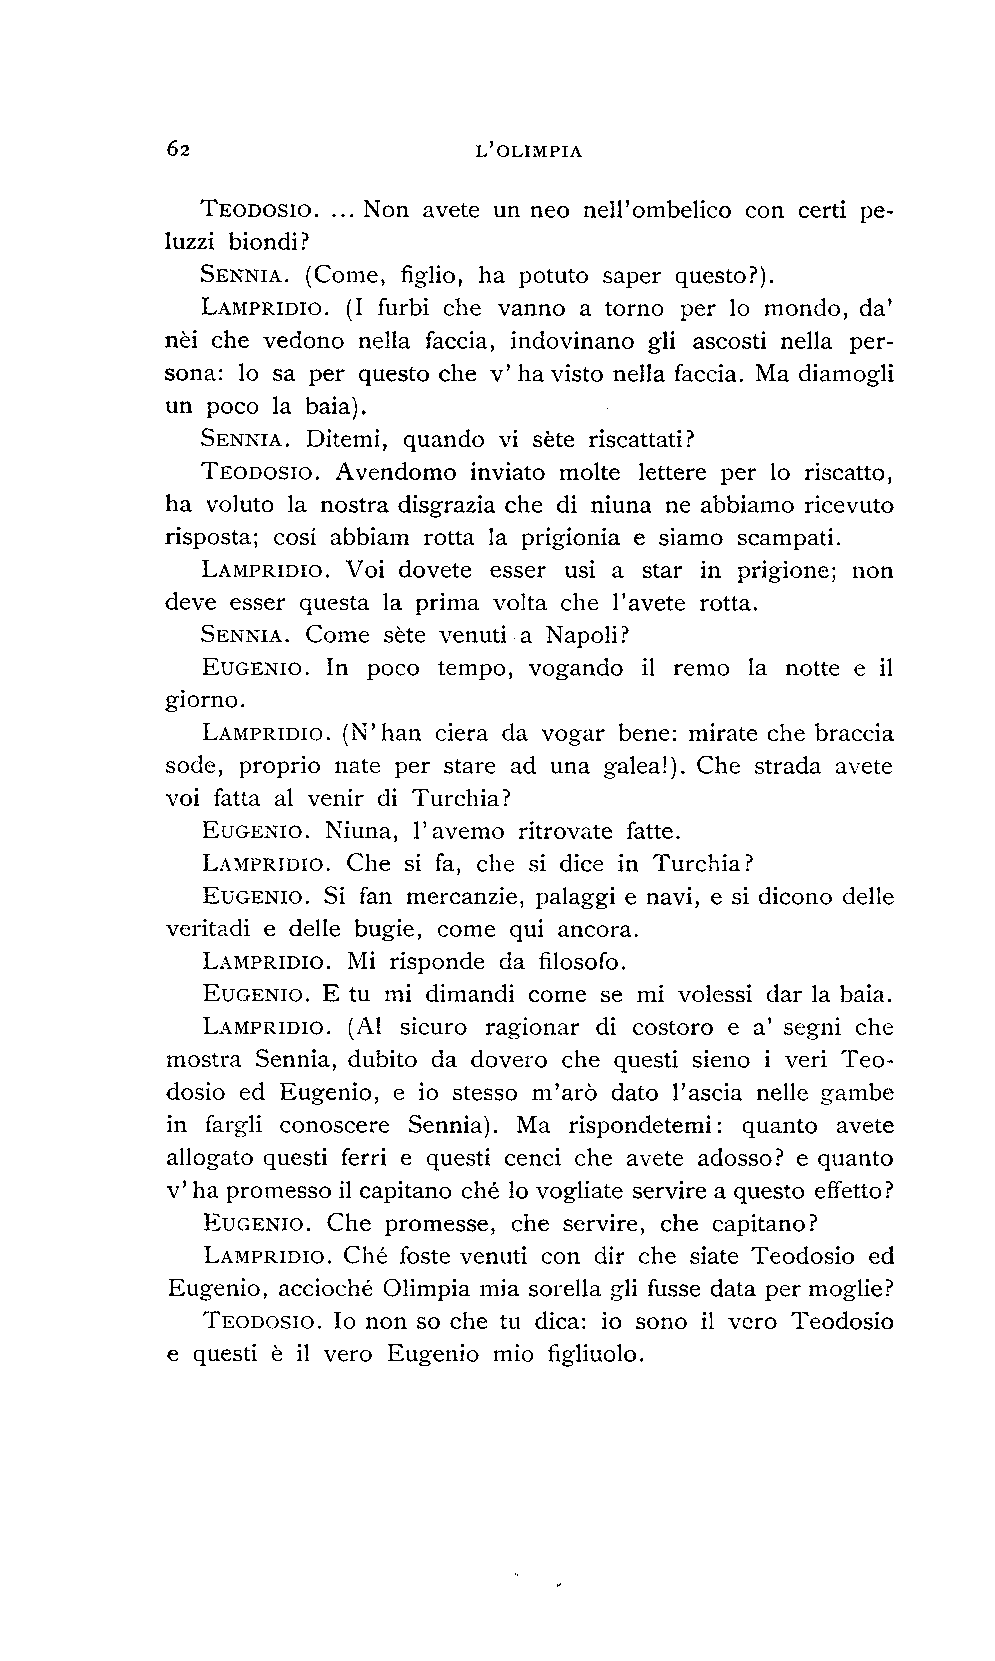 62 L'OLIMPIA
TEODOSIO. ... Non avete un neo nell'ombelico con certi pe-
luzzi biondi?
SENNIA. (Come, figlio, ha potuto saper questo?).
LAMPRIDIO. (I furbi che vanno a torno per lo mondo, da'
nèi che vedono nella faccia, indovinano gli ascosti nella per-
sona: lo sa per questo che v' ha visto nella faccia. Ma diamogli
un poco la baia).
SENNIA. Ditemi, quando vi sète riscattati?
TEODOSIO. Avendomo inviato molte lettere per lo riscatto,
ha voluto la nostra disgrazia che di niuna ne abbiamo ricevuto
risposta; cosí abbiam rotta la prigionia e siamo scampati.
LAMPRIDIO. Voi dovete esser usi a star in prigione; non
deve esser questa la prima volta che l'avete rotta.
SENNIA. Come sète venuti a Napoli?
EUGENIO. In poco tempo, vogando il remo la notte e il
giorno.
LAMPRIDIO. (N' han ciera da vogar bene: mirate che braccia
sode, proprio nate per stare ad una galea!). Che strada avete
voi fatta al venir di Turchia?
EUGENIO. Niuna, l' avemo ritrovate fatte.
LAMPRIDIO. Che si fa, che si dice in Turchia?
EUGENIO. Si fan mercanzie, palaggi e navi, e si dicono delle
veritadi e delle bugie, come qui ancora.
LAMPRIDIO. Mi risponde da filosofo.
EUGENIO. E tu mi dimandi come se mi volessi dar la baia.
LAMPRIDIO. (Al sicuro ragionar di costoro e a' segni che
mostra Sennia, dubito da dovero che questi sieno i veri Teo-
dosio ed Eugenio, e io stesso m'arò dato l'ascia nelle gambe
in fargli conoscere Sennia). Ma rispondetemi: quanto avete
allogato questi ferri e questi cenci che avete adosso? e quanto
v' ha promesso il capitano ché lo vogliate servire a questo effetto?
EUGENIO. Che promesse, che servire, che capitano?
LAMPRIDIO. Ché foste venuti con dir che siate Teodosio ed
Eugenio, accioché Olimpia mia sorella gli fusse data per moglie?
TEODOSIO. Io non so che tu dica: io sono il vero Teodosio
e questi è il vero Eugenio mio figliuolo.